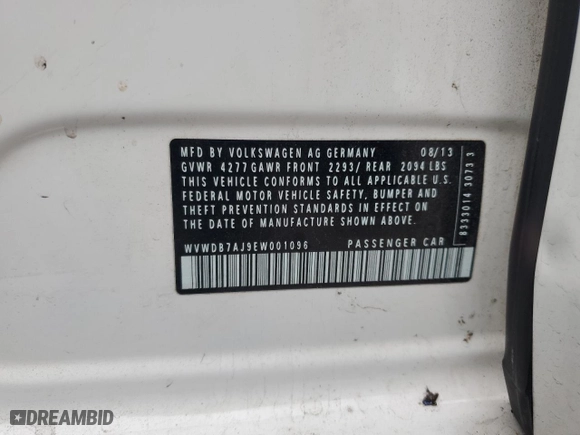 MFD BY VOLKSWAGEN AG GERMANY 08/13
GVWR 4277 GAWR FRONT 2293/ REAR 2094 LBS
THIS VEHICLE CONFORMS TO ALL APPLICABLE U.S.
FEDERAL MOTOR VEHICLE SAFETY, BUMPER AND
THEFT PREVENTION STANDARDS IN EFFECT ON
THE DATE OF MANUFACTURE SHOWN ABOVE.
WVWDB7AJ9EW001096 PASSENGER CAR
8333014 3073 3
DREAMBID